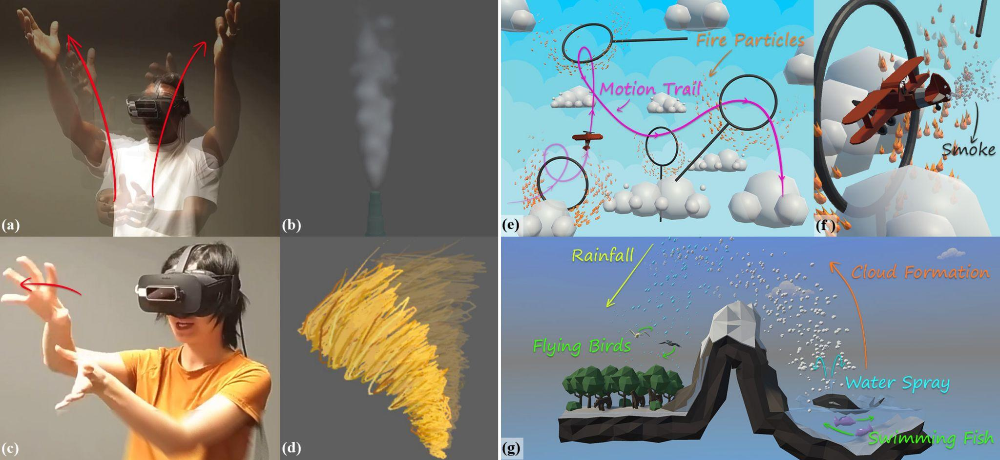 (a)
(b)
(c)
(d)
Fire Particles
Motion Trail
(e)
Smoke
(f)
Rainfall
Cloud Formation
Flying Birds
Water Spray
Swimming Fish
(g)